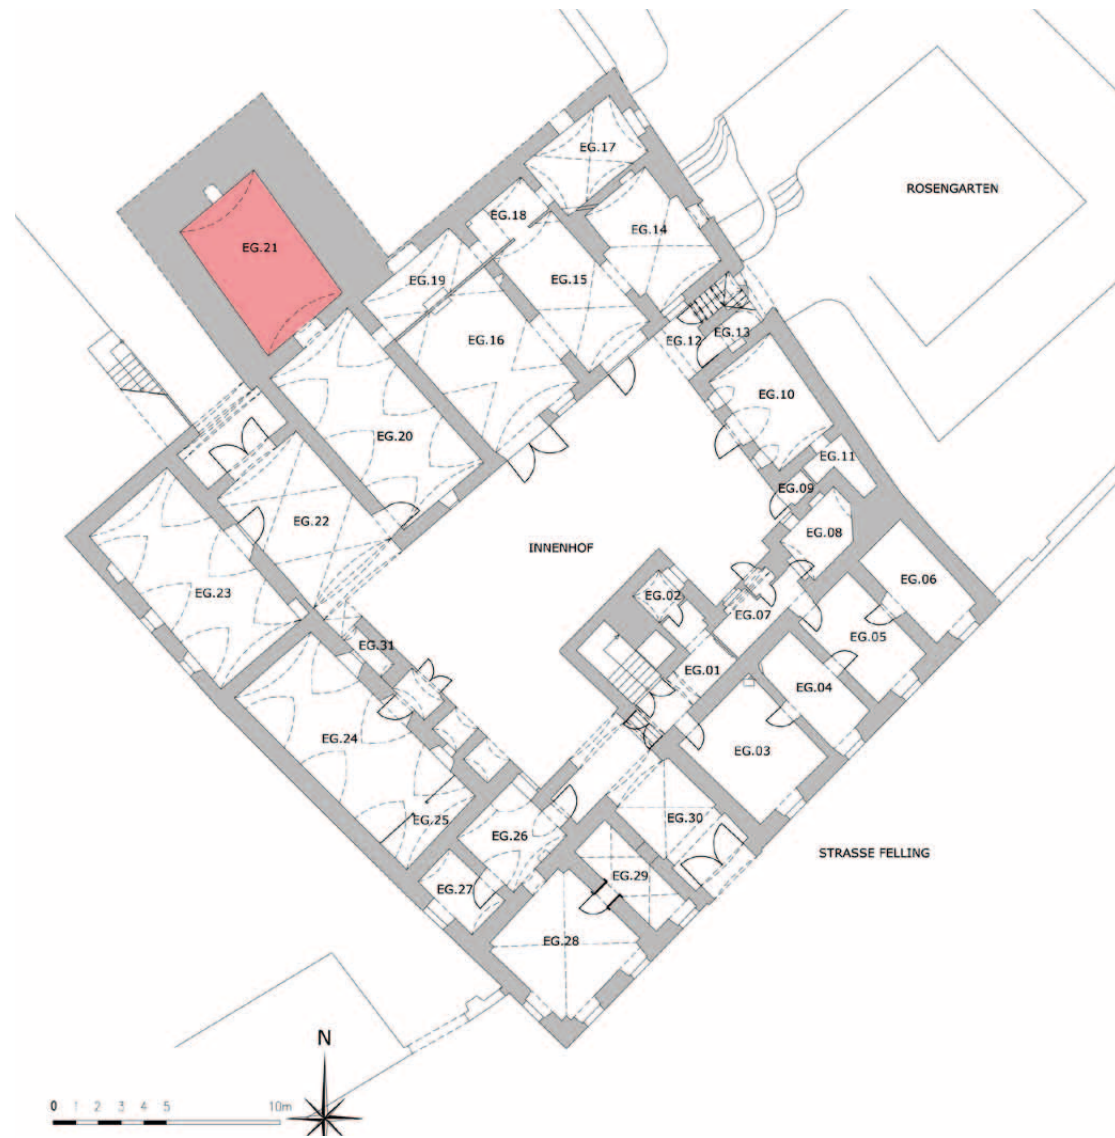 EG.17
ROSENGARTEN
EG.18
EG.14
EG.21
EG.19
EG.15
EG.13
EG.12
EG.16
EG.10
EG.20
EG.11
EG.09
EG.22
EG.08
INNENHOF
EG.06
EG.23
EG.02
EG.07
EG.05
EG.31
EG.01
EG.04
EG.24
EG.03
EG.25
EG.30
EG.26
STRASSE FELLING
EG.29
EG.27
EG.28
N
0 1 2 3 4 5 10m